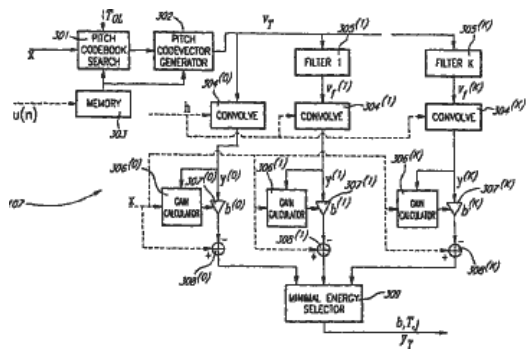 301
T_OL
302
v_T
305(1)
305(K)
x
PITCH CODEBOOK SEARCH
PITCH CODEVECTOR GENERATOR
FILTER 1
FILTER K
304(0)
v_f(1)
v_f(K)
u(n)
MEMORY
303
h
CONVOLVE
CONVOLVE
304(1)
CONVOLVE
304(K)
306(0)
307(0)
y(0)
306(1)
y(1)
307(1)
306(K)
y(K)
307(K)
107
x
GAIN CALCULATOR
b(0)
GAIN CALCULATOR
b(1)
GAIN CALCULATOR
b(K)
+
-
308(0)
+
-
308(1)
+
-
308(K)
MINIMAL ENERGY SELECTOR
309
b,T,j
y_T